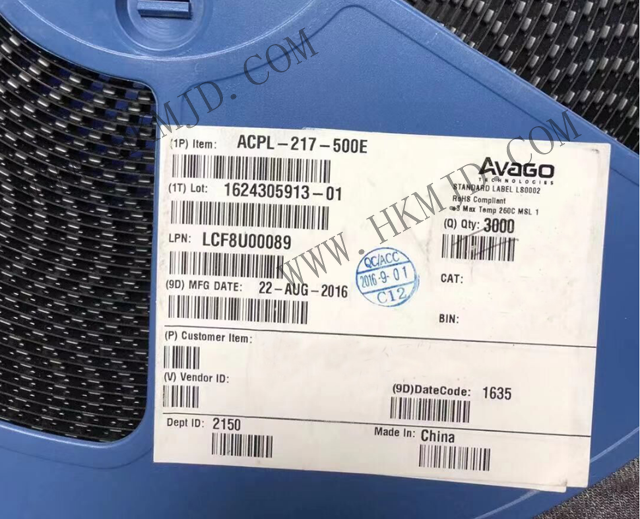 WWW.HKMJD.COM
(1P) Item: ACPL-217-500E
AVAGO
TECHNOLOGIES
STANDARD LABEL LS0002
RoHS Compliant
e3 Max Temp 260C MSL 1
(1T) Lot: 1624305913-01
(Q) Qty: 3000
LPN: LCF8U00089
QC/ACC
2016-9-01
C12
CAT:
(9D) MFG DATE: 22-AUG-2016
BIN:
(P) Customer Item:
(V) Vendor ID:
(9D)DateCode: 1635
Dept ID: 2150
Made In: China